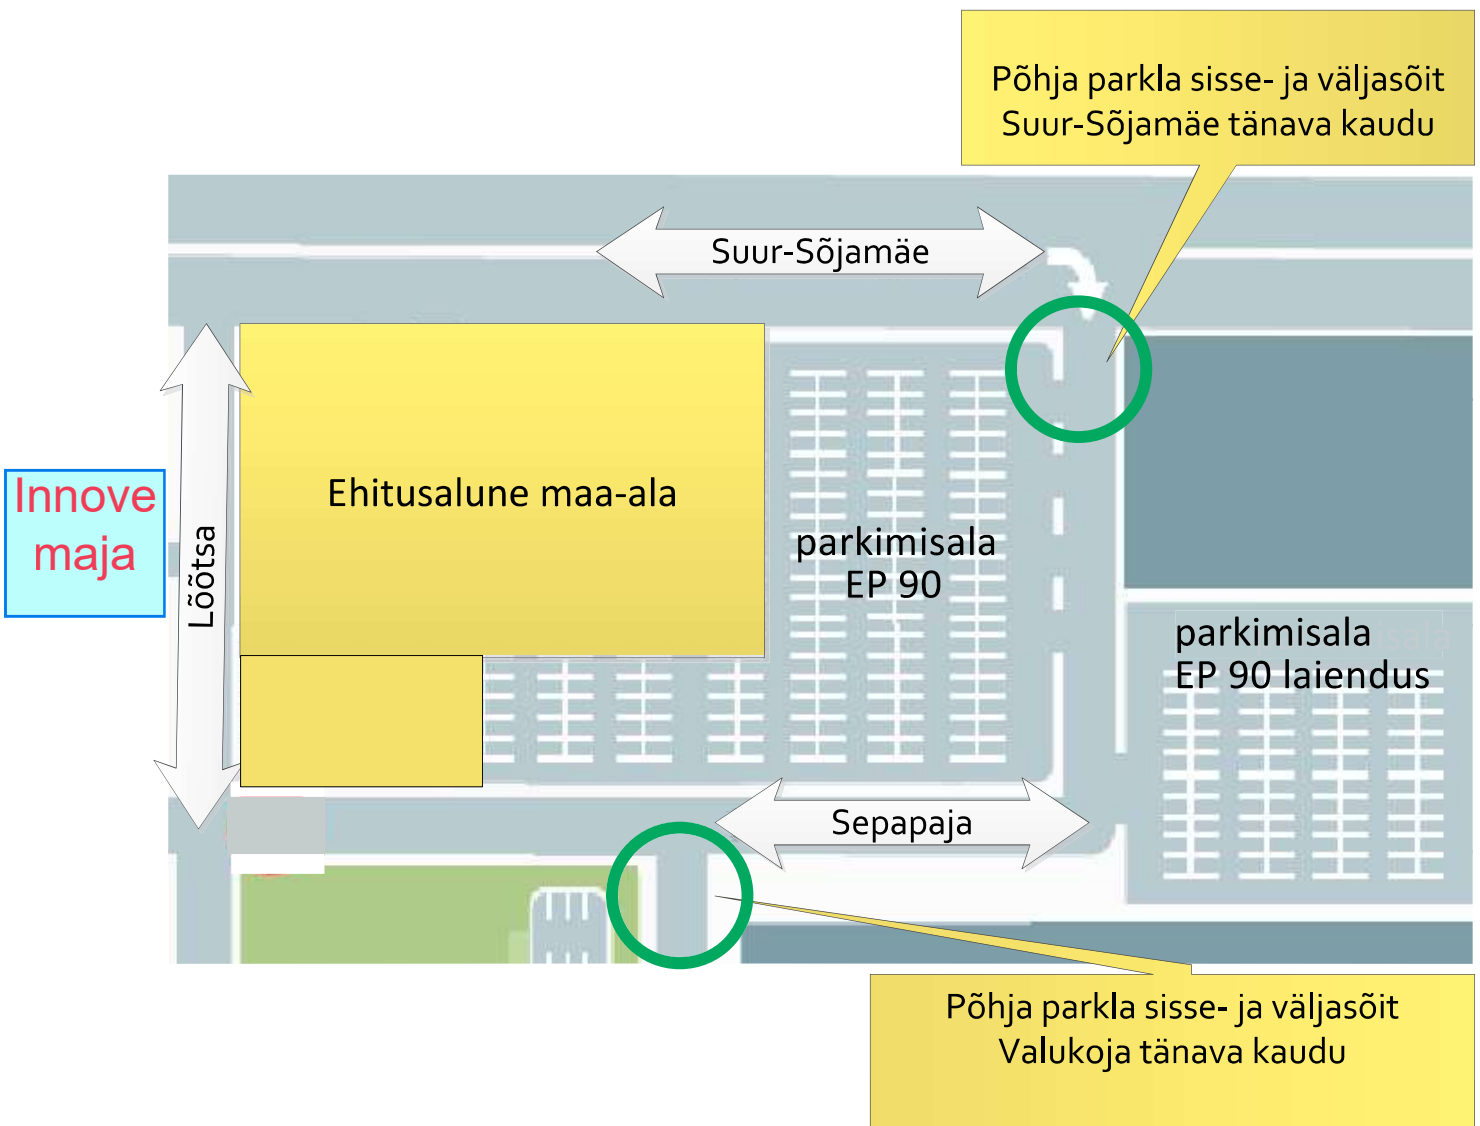 Põhja parkla sisse- ja väljasõit
Suur-Sõjamäe tänava kaudu
Suur-Sõjamäe
Innove
maja
Lõõtsa
Ehitusalune maa-ala
parkimisala
EP 90
parkimisala
EP 90 laiendus
Sepapaja
Põhja parkla sisse- ja väljasõit
Valukoja tänava kaudu